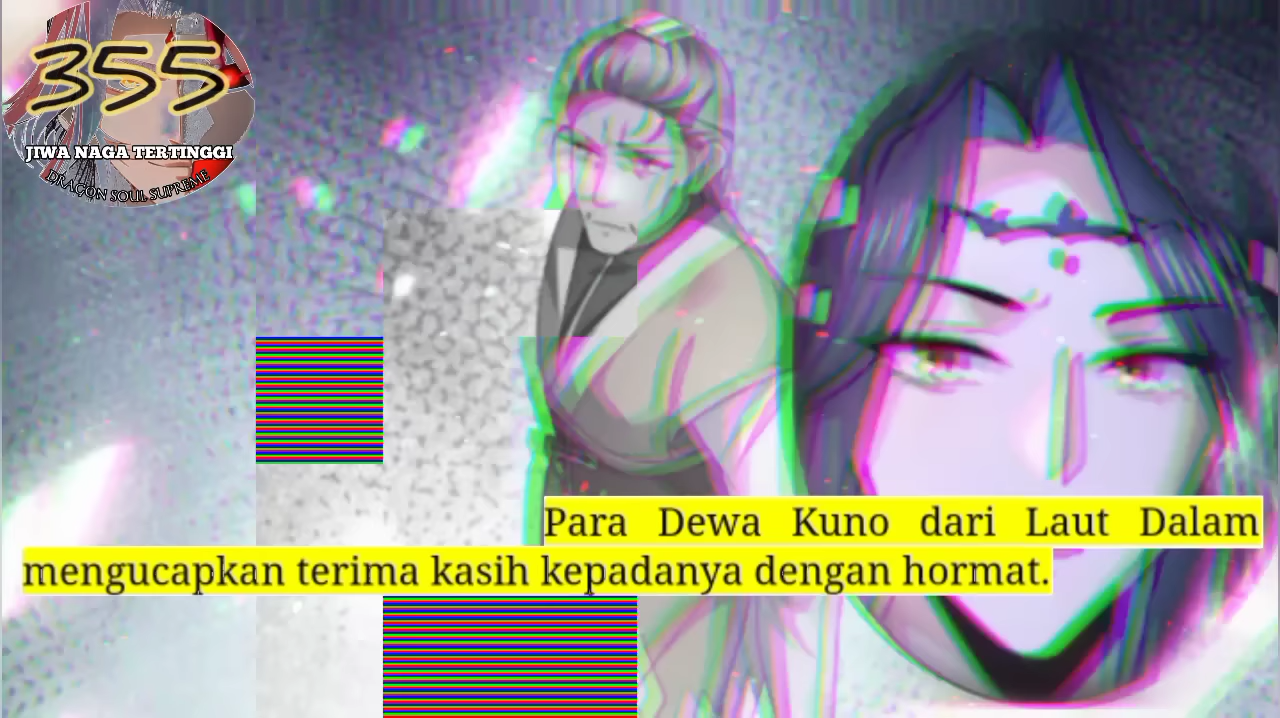 355
JIWA NAGA TERTINGGI
DRAGON SOUL SUPREME
Para Dewa Kuno dari Laut Dalam
mengucapkan terima kasih kepadanya dengan hormat.